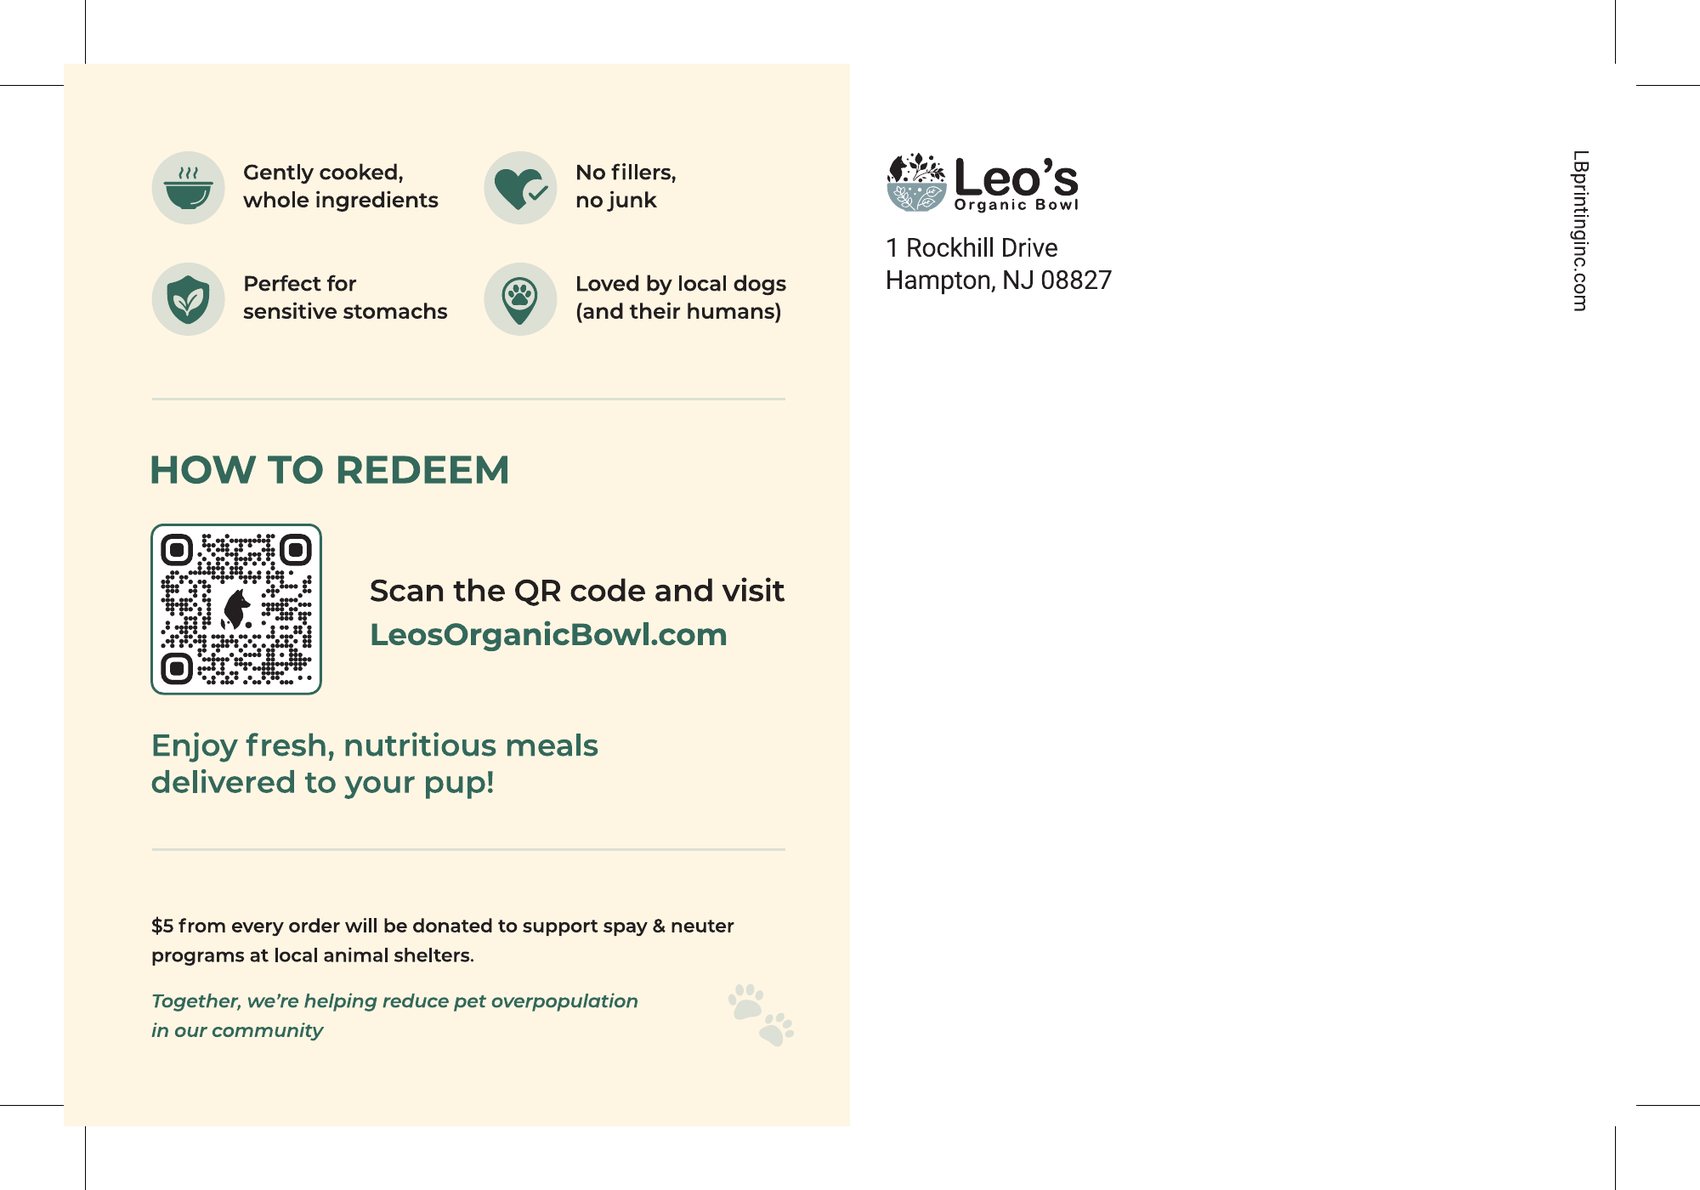 Gently cooked,
whole ingredients
No fillers,
no junk
Perfect for
sensitive stomachs
Loved by local dogs
(and their humans)
HOW TO REDEEM
Scan the QR code and visit
LeosOrganicBowl.com
Enjoy fresh, nutritious meals
delivered to your pup!
$5 from every order will be donated to support spay & neuter
programs at local animal shelters.
Together, we’re helping reduce pet overpopulation
in our community
Leo’s
Organic Bowl
1 Rockhill Drive
Hampton, NJ 08827
LBprintinginc.com